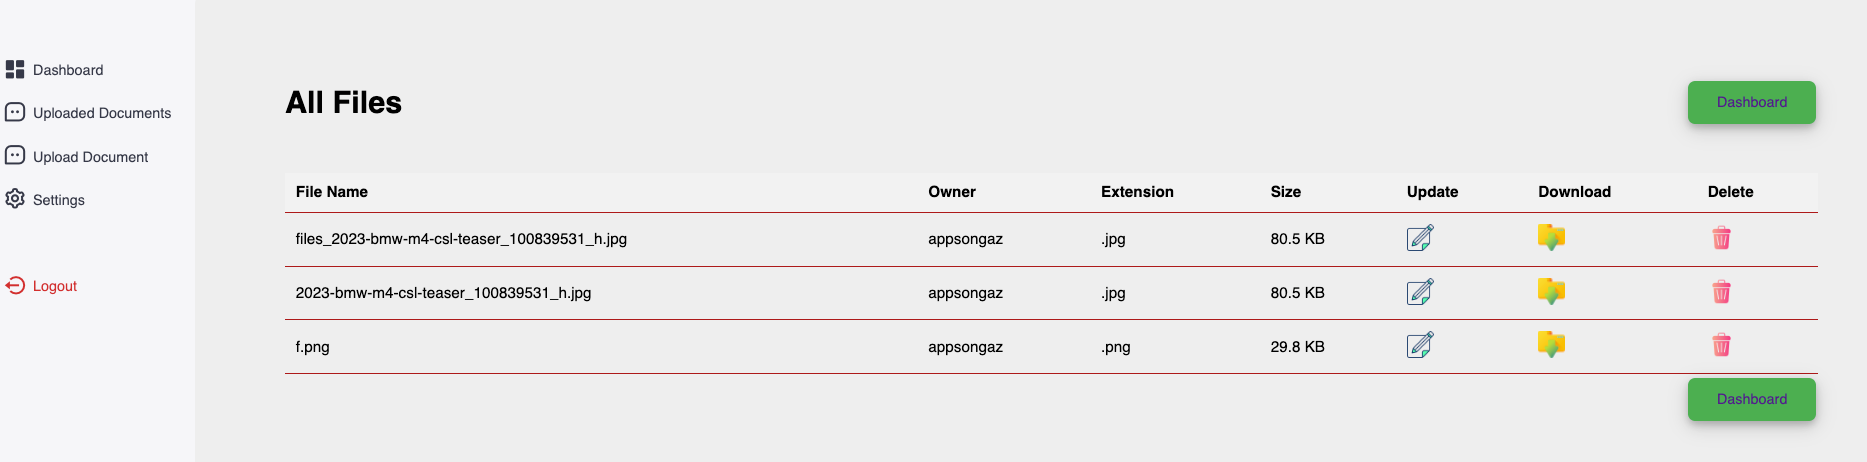 Dashboard
Uploaded Documents
Upload Document
Settings
Logout
All Files
Dashboard
File Name Owner Extension Size Update Download Delete
files_2023-bmw-m4-csl-teaser_100839531_h.jpg appsongaz .jpg 80.5 KB
2023-bmw-m4-csl-teaser_100839531_h.jpg appsongaz .jpg 80.5 KB
f.png appsongaz .png 29.8 KB
Dashboard